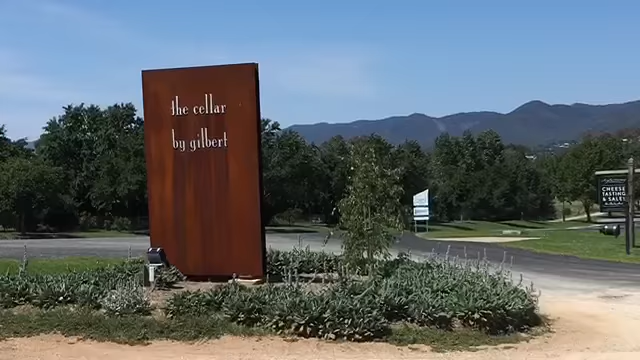 the cellar
by gilbert
CHEESE
TASTING
& SALES